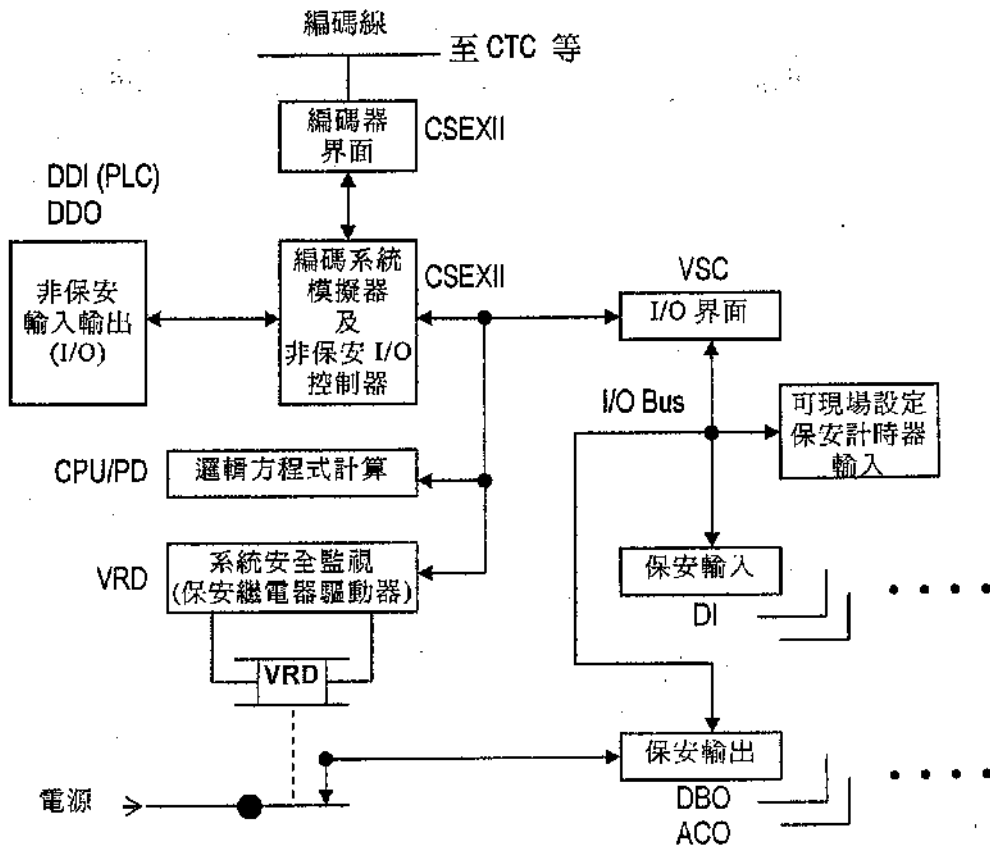 編碼線
至 CTC 等
編碼器
界面
CSEXII
DDI (PLC)
DDO
非保安
輸入輸出
(I/O)
編碼系統
模擬器
及
非保安 I/O
控制器
CSEXII
VSC
I/O 界面
I/O Bus
可現場設定
保安計時器
輸入
CPU/PD
邏輯方程式計算
VRD
系統安全監視
(保安繼電器驅動器)
保安輸入
DI
VRD
保安輸出
DBO
ACO
電源